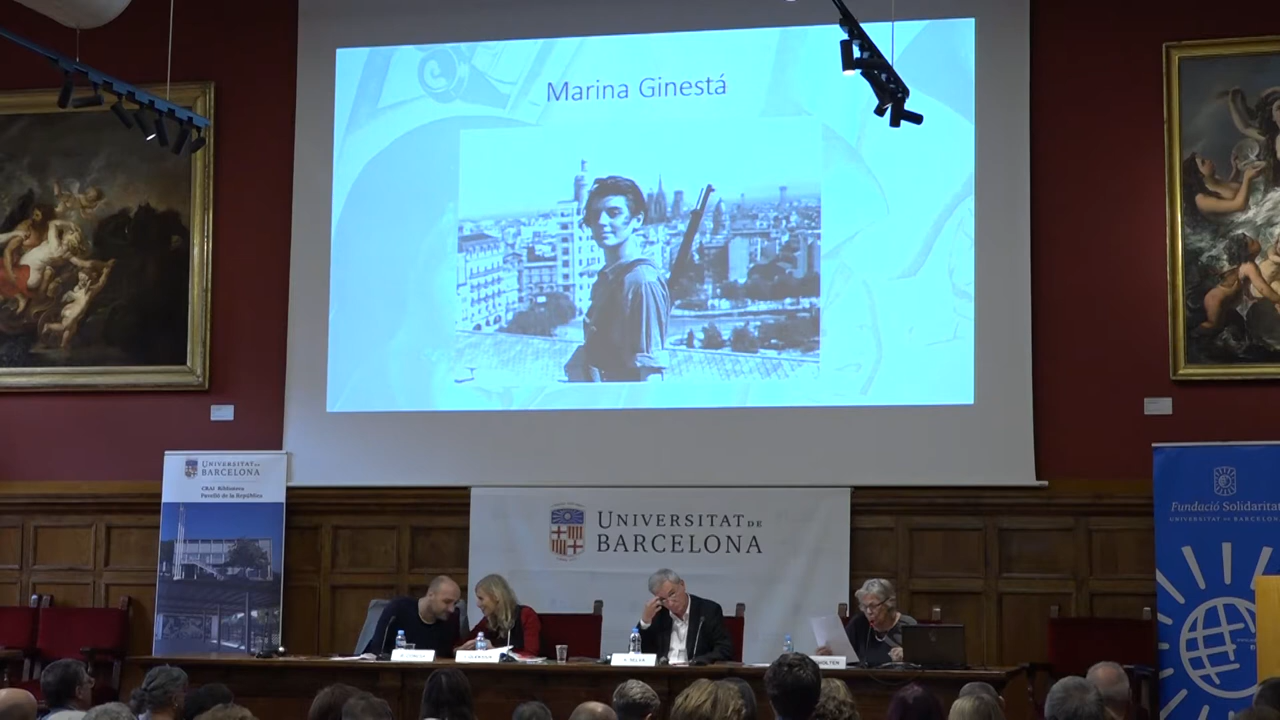 Marina Ginestá
UNIVERSITAT DE
BARCELONA
CRAI Biblioteca
Pavelló de la República
UNIVERSITAT DE
BARCELONA
Fundació Solidaritat
UNIVERSITAT DE BARCELONA